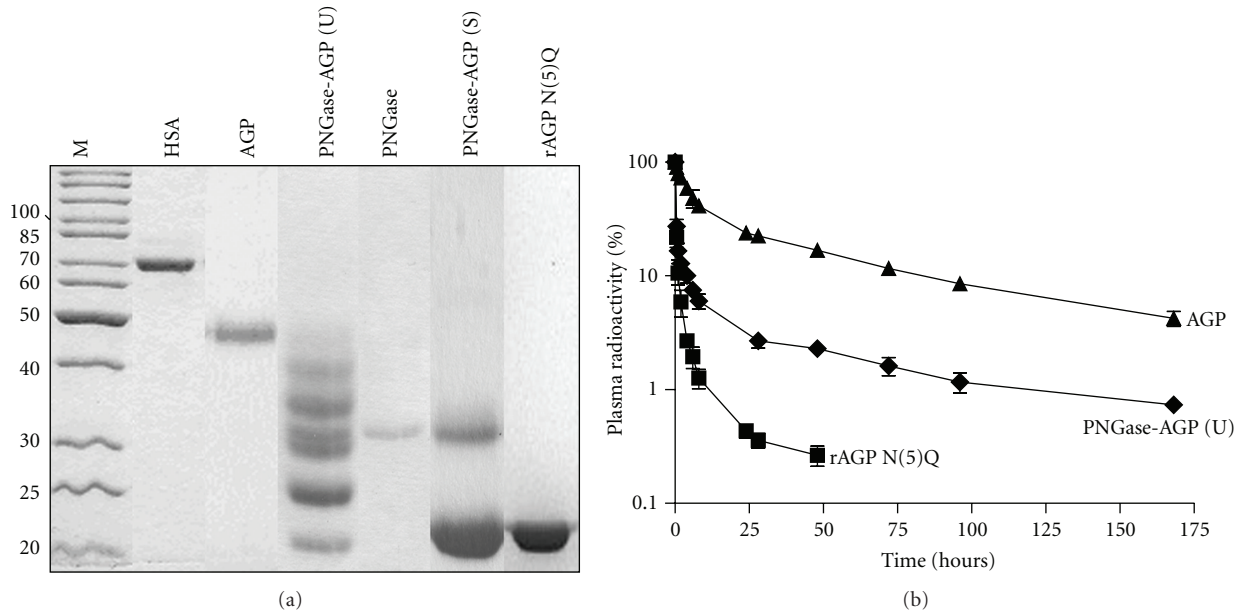 M
HSA
AGP
PNGase-AGP (U)
PNGase
PNGase-AGP (S)
rAGP N(5)Q
100
85
70
60
50
40
30
25
20
(a)
Plasma radioactivity (%)
100
10
1
0.1
AGP
PNGase-AGP (U)
rAGP N(5)Q
0 25 50 75 100 125 150 175
Time (hours)
(b)